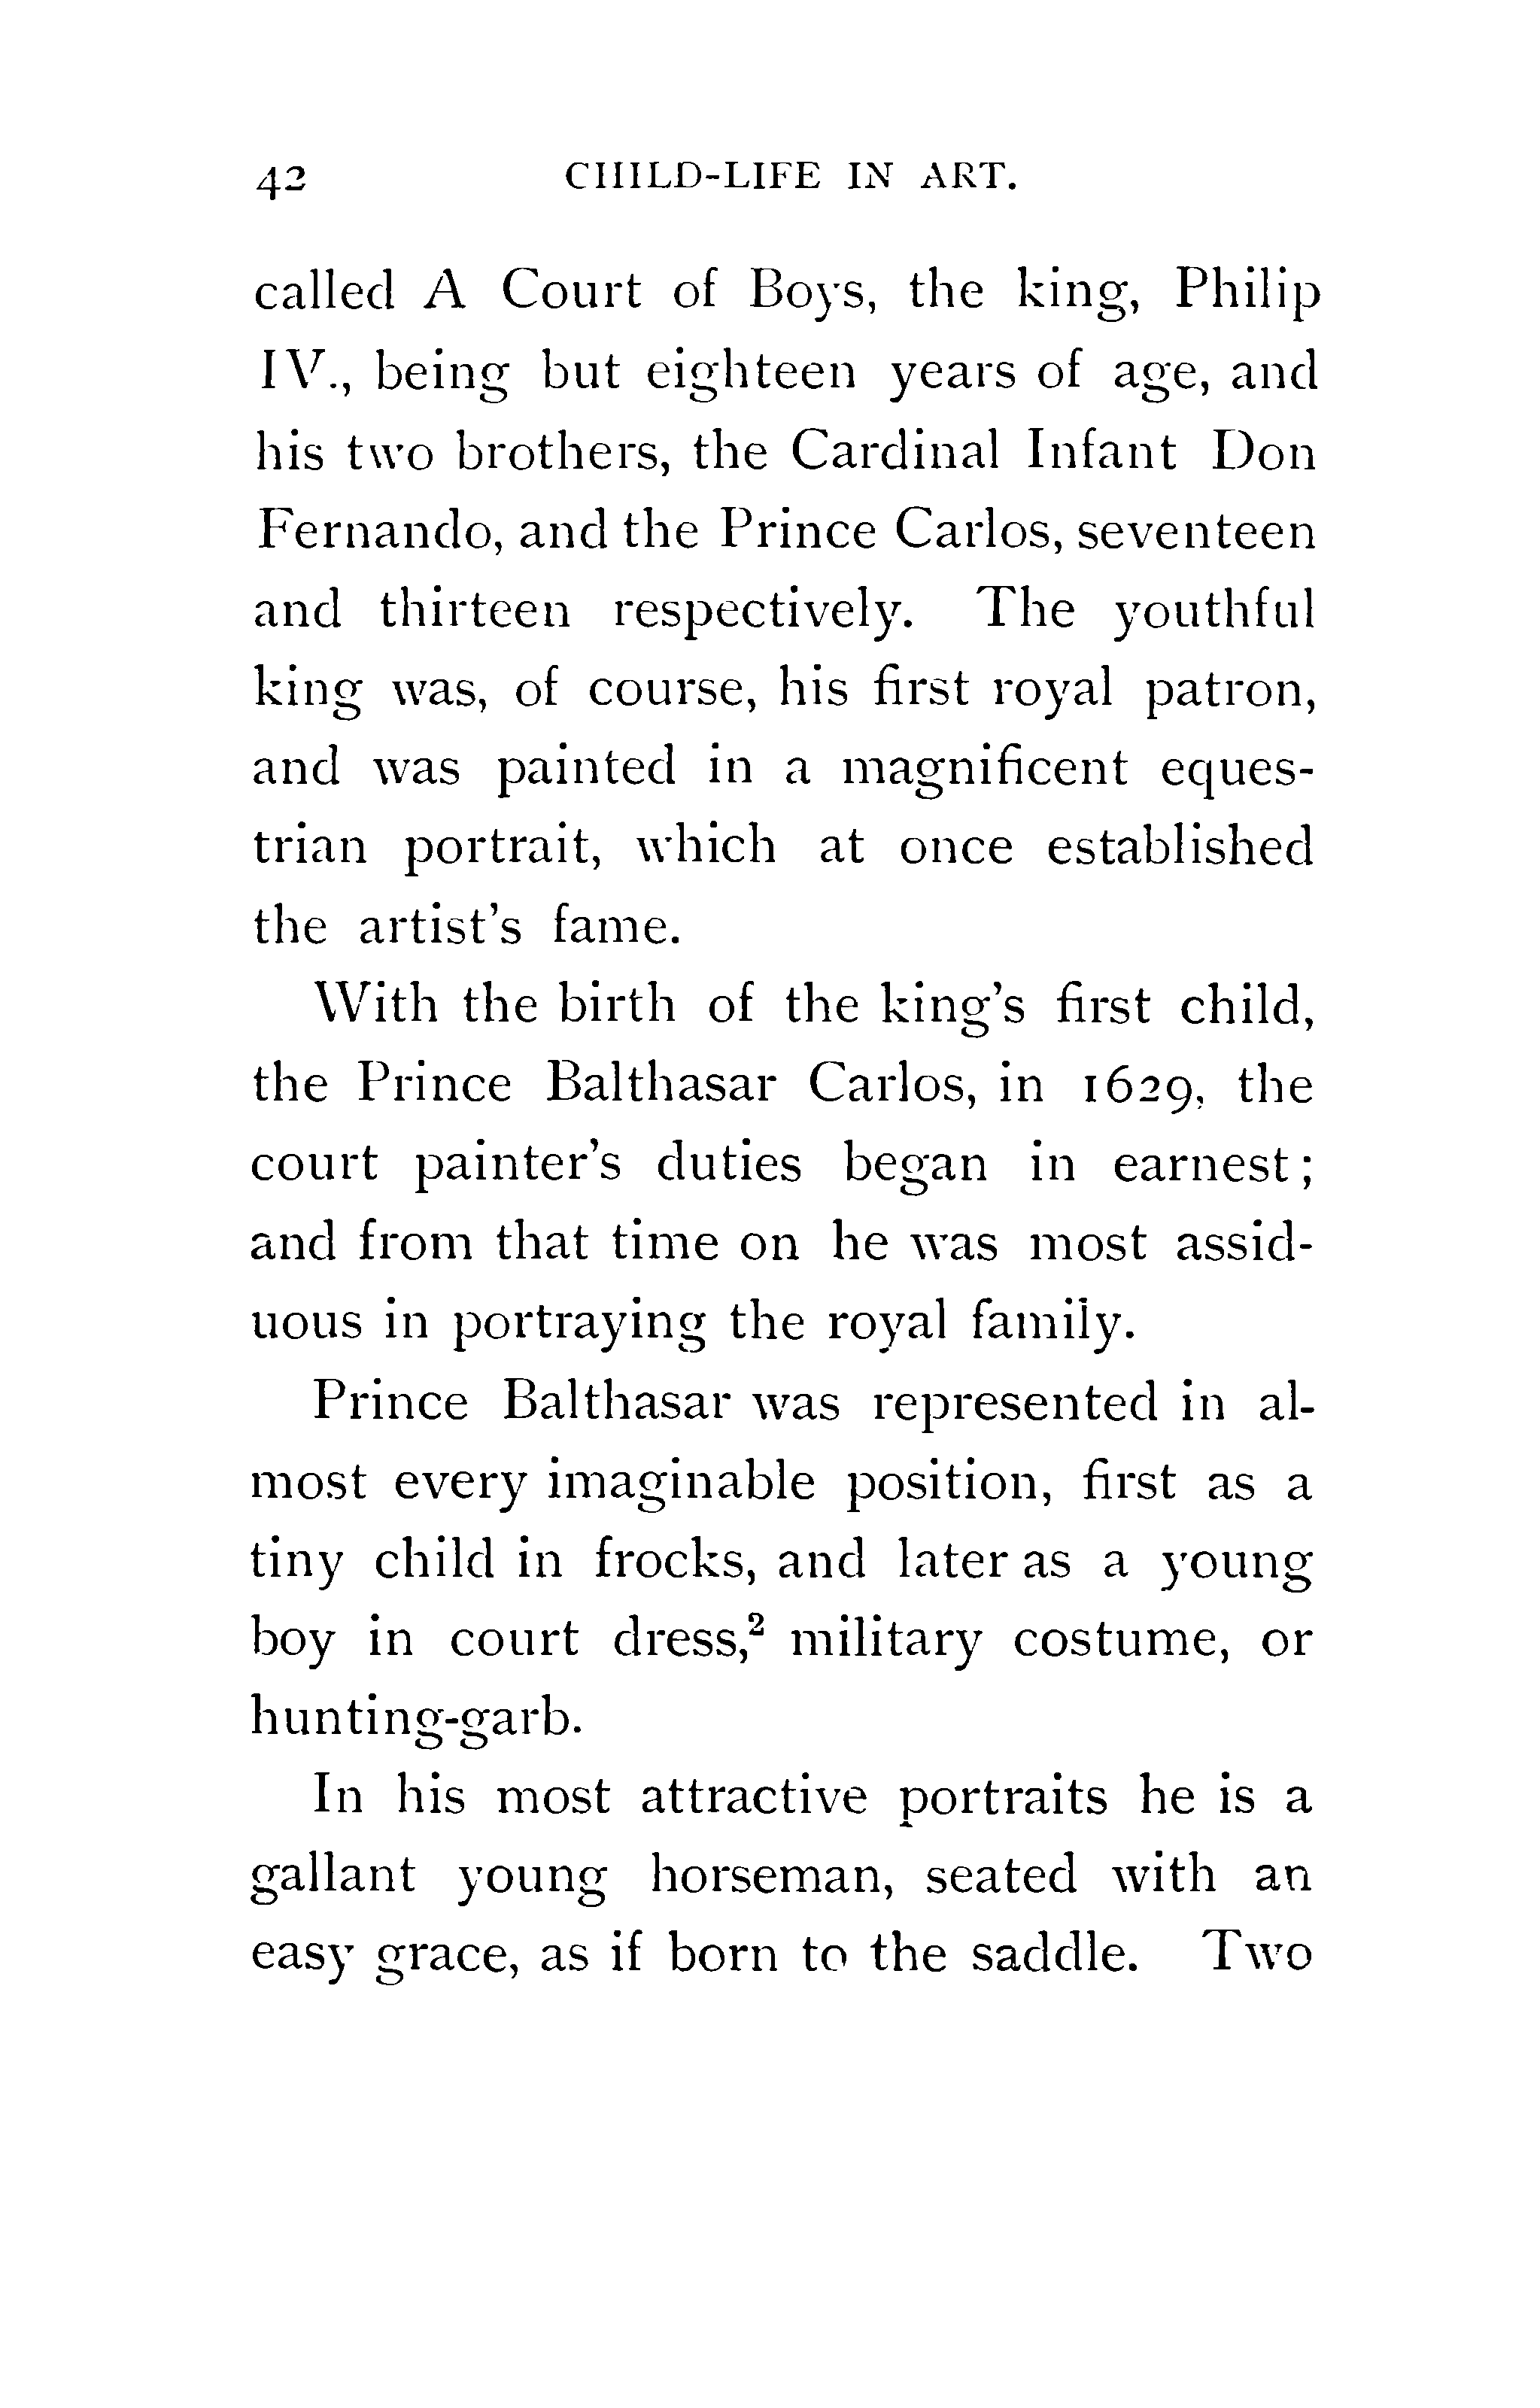 42 CHILD-LIFE IN ART.
called A Court of Boys, the king, Philip
IV., being but eighteen years of age, and
his two brothers, the Cardinal Infant Don
Fernando, and the Prince Carlos, seventeen
and thirteen respectively. The youthful
king was, of course, his first royal patron,
and was painted in a magnificent eques-
trian portrait, which at once established
the artist's fame.
With the birth of the king's first child,
the Prince Balthasar Carlos, in 1629, the
court painter's duties began in earnest;
and from that time on he was most assid-
uous in portraying the royal family.
Prince Balthasar was represented in al-
most every imaginable position, first as a
tiny child in frocks, and later as a young
boy in court dress,² military costume, or
hunting-garb.
In his most attractive portraits he is a
gallant young horseman, seated with an
easy grace, as if born to the saddle. Two